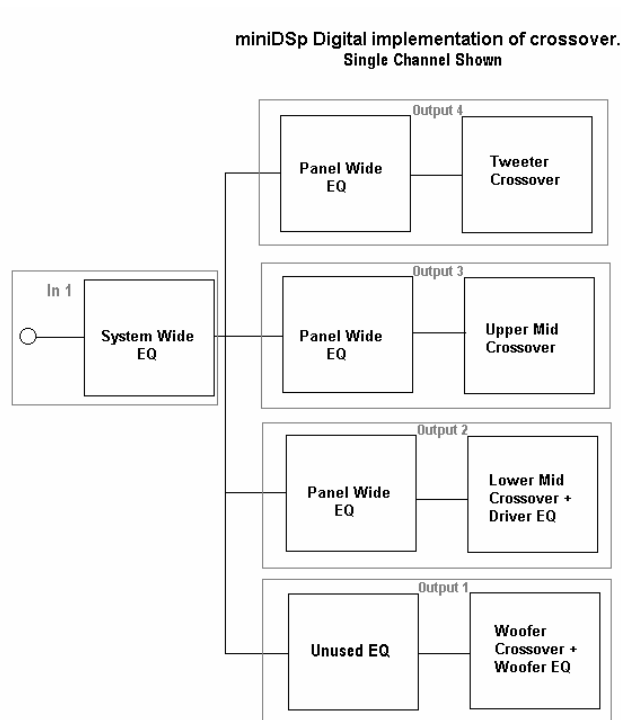 miniDSp Digital implementation of crossover.
Single Channel Shown
Output 4
Panel Wide
EQ
Tweeter
Crossover
Output 3
In 1
System Wide
EQ
Panel Wide
EQ
Upper Mid
Crossover
Output 2
Panel Wide
EQ
Lower Mid
Crossover +
Driver EQ
Output 1
Unused EQ
Woofer
Crossover +
Woofer EQ